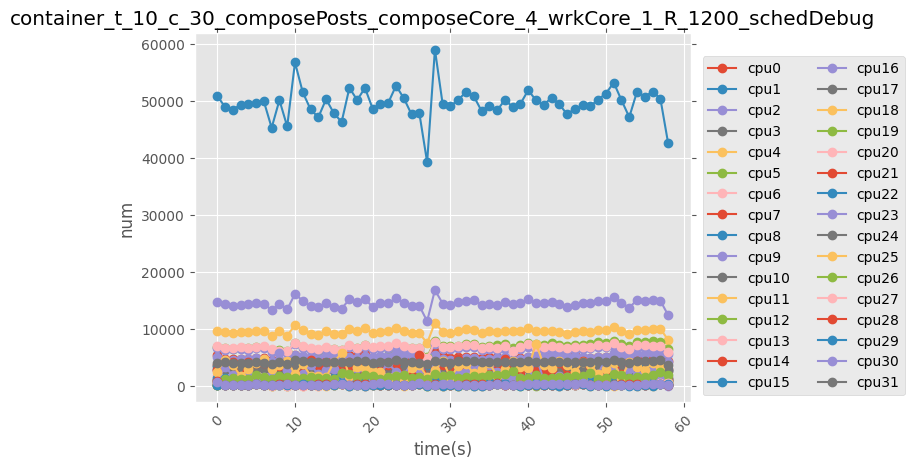 container_t_10_c_30_composePosts_composeCore_4_wrkCore_1_R_1200_schedDebug
60000
50000
40000
30000
20000
10000
0
num
0 10 20 30 40 50 60
time(s)
cpu0 cpu16
cpu1 cpu17
cpu2 cpu18
cpu3 cpu19
cpu4 cpu20
cpu5 cpu21
cpu6 cpu22
cpu7 cpu23
cpu8 cpu24
cpu9 cpu25
cpu10 cpu26
cpu11 cpu27
cpu12 cpu28
cpu13 cpu29
cpu14 cpu30
cpu15 cpu31